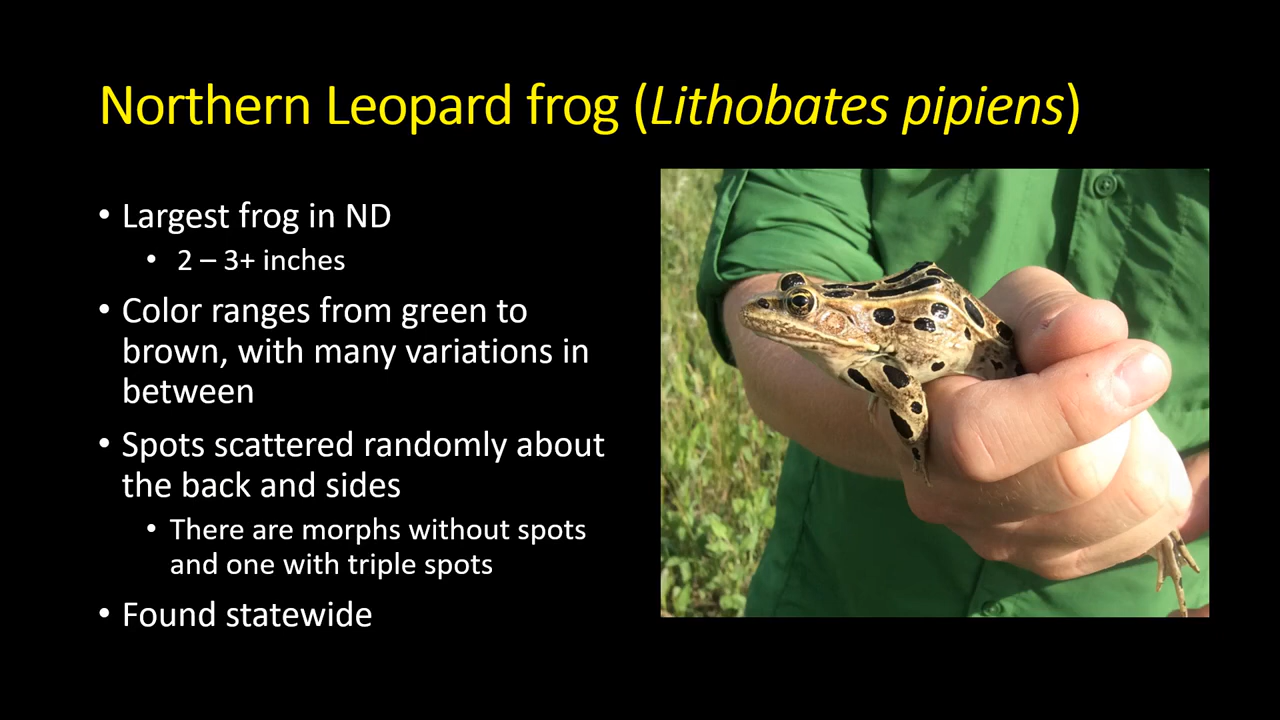 Northern Leopard frog (Lithobates pipiens)
• Largest frog in ND
• 2 – 3+ inches
• Color ranges from green to
brown, with many variations in
between
• Spots scattered randomly about
the back and sides
• There are morphs without spots
and one with triple spots
• Found statewide